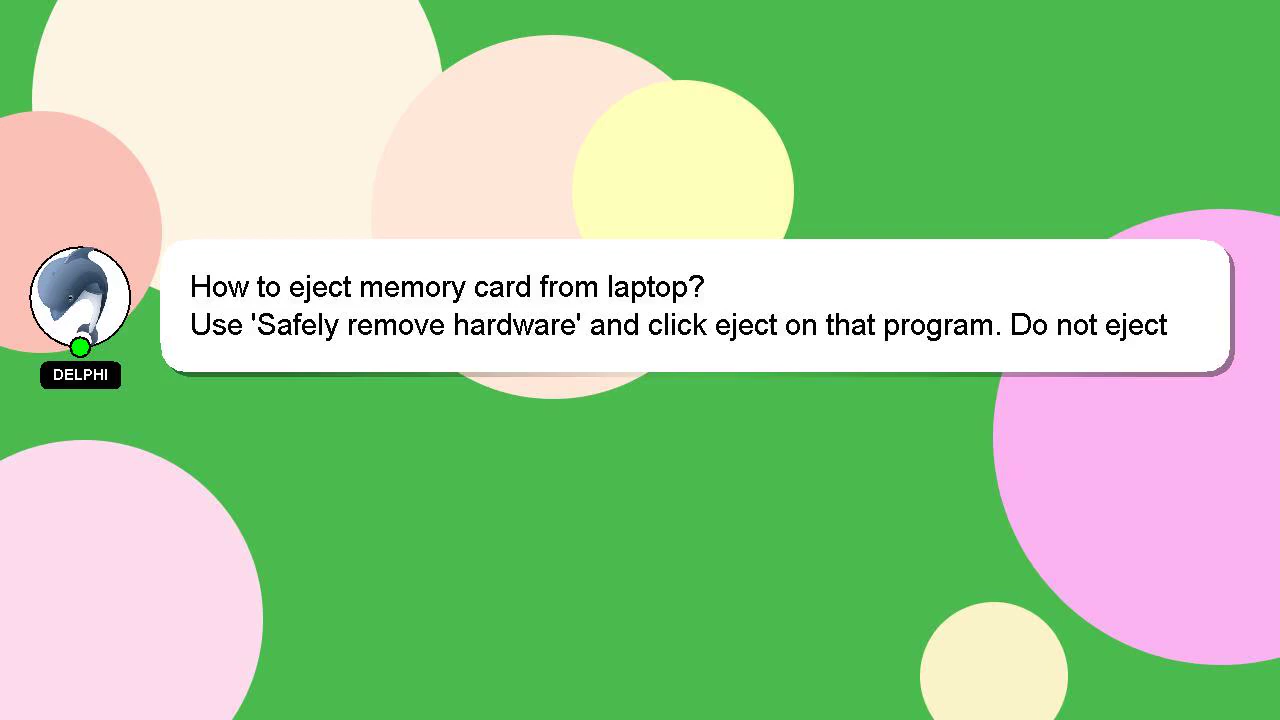 How to eject memory card from laptop?
Use 'Safely remove hardware' and click eject on that program. Do not eject
DELPHI